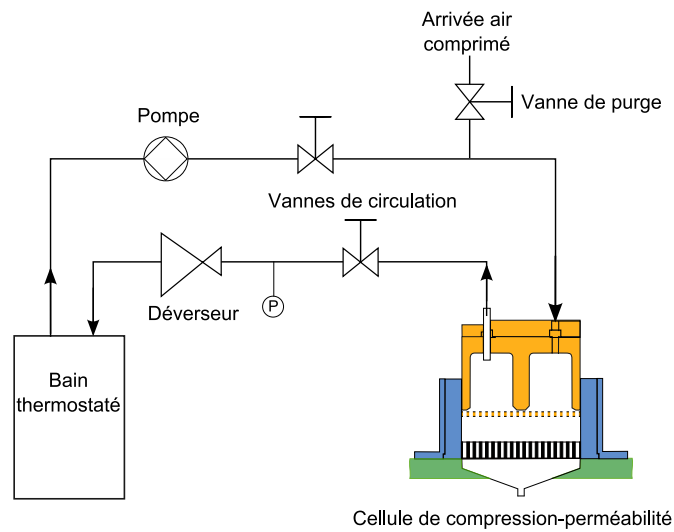 Arrivée air
comprimé
Vanne de purge
Pompe
Vannes de circulation
P
Déverseur
Bain
thermostaté
Cellule de compression-perméabilité